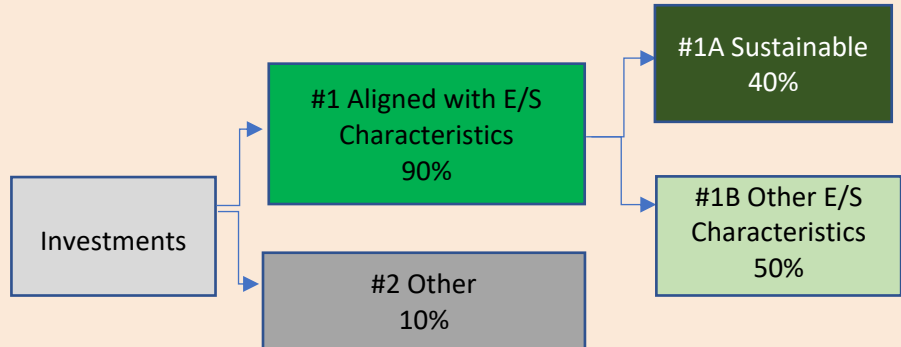 Investments
#1 Aligned with E/S
Characteristics
90%
#2 Other
10%
#1A Sustainable
40%
#1B Other E/S
Characteristics
50%